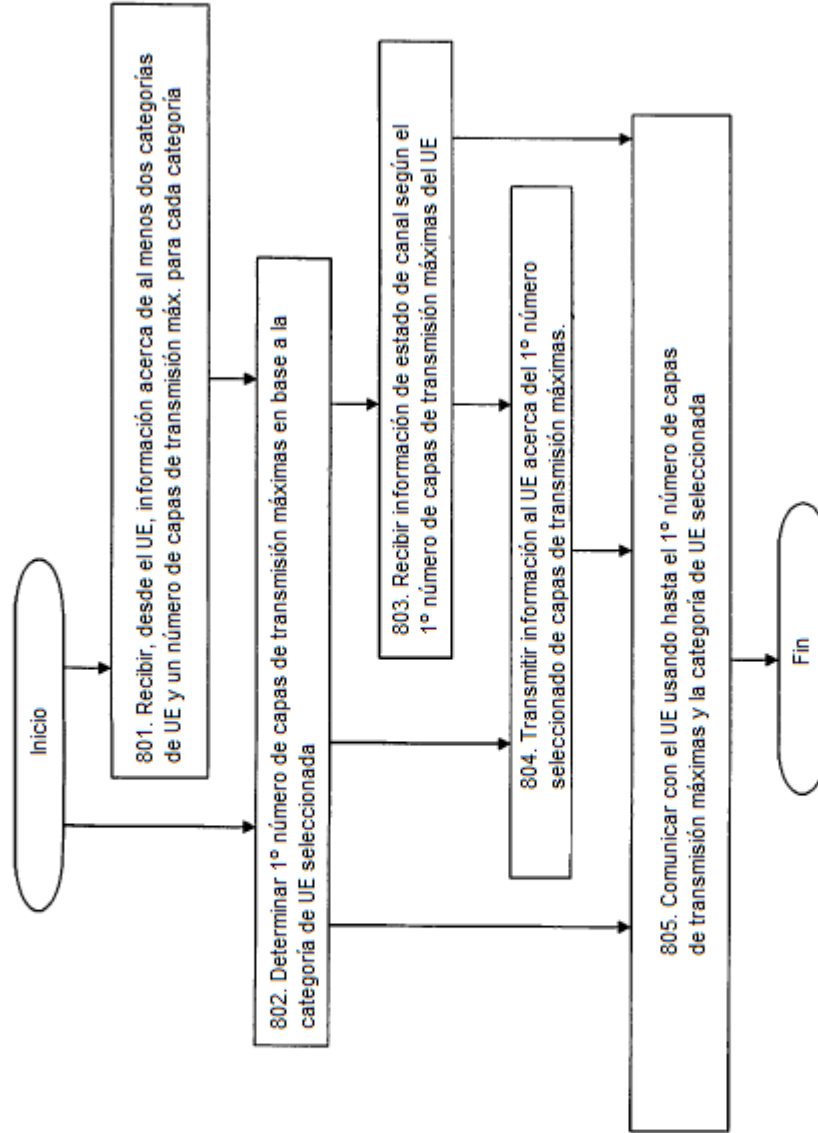 Inicio
801. Recibir, desde el UE, información acerca de al menos dos categorías
de UE y un número de capas de transmisión máx. para cada categoría
802. Determinar 1º número de capas de transmisión máximas en base a la
categoría de UE seleccionada
803. Recibir información de estado de canal según el
1º número de capas de transmisión máximas del UE
804. Transmitir información al UE acerca del 1º número
seleccionado de capas de transmisión máximas.
805. Comunicar con el UE usando hasta el 1º número de capas
de transmisión máximas y la categoría de UE seleccionada
Fin